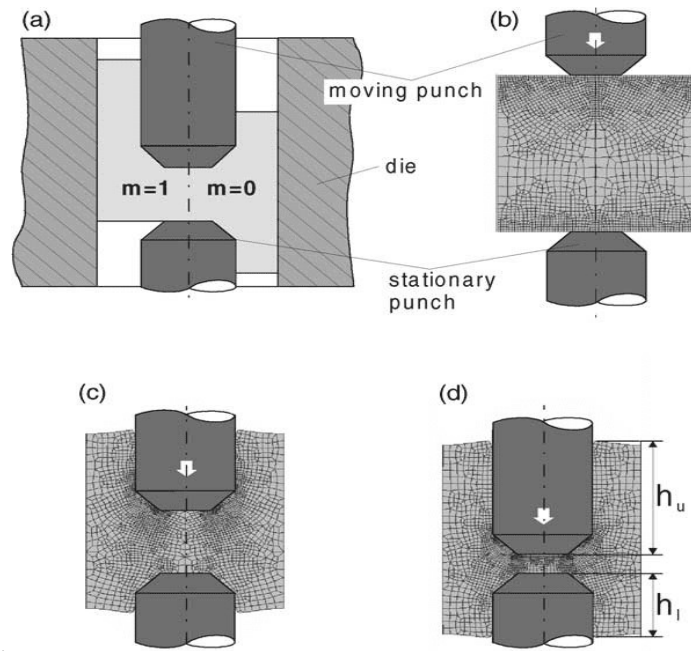 (a)
(b)
moving punch
m=1 m=0
die
stationary
punch
(c)
(d)
h_u
h_l